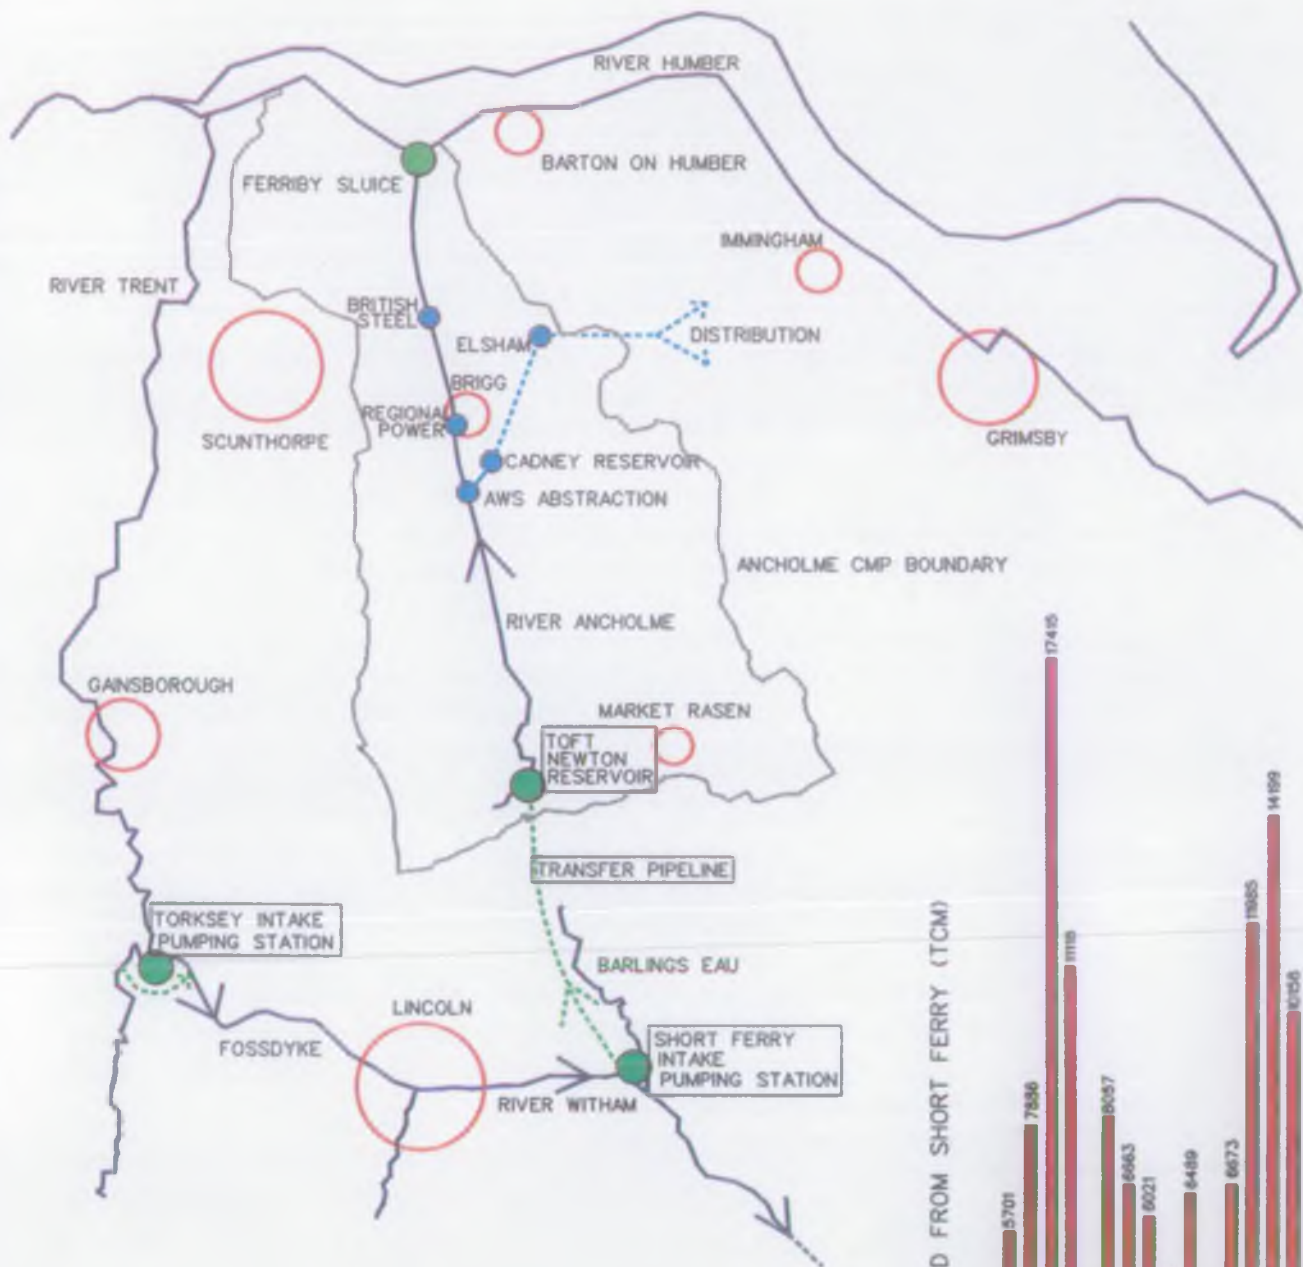 RIVER HUMBER
BARTON ON HUMBER
FERRIBY SLUICE
IMMINGHAM
RIVER TRENT
BRITISH
STEEL
ELSHAM
DISTRIBUTION
BRIGG
REGIONAL
POWER
SCUNTHORPE
GRIMSBY
CADNEY RESERVOIR
AWS ABSTRACTION
ANCHOLME CMP BOUNDARY
RIVER ANCHOLME
GAINSBOROUGH
MARKET RASEN
TOFT
NEWTON
RESERVOIR
TRANSFER PIPELINE
TORKSEY INTAKE
PUMPING STATION
BARLINGS EAU
LINCOLN
FOSSDYKE
SHORT FERRY
INTAKE
PUMPING STATION
RIVER WITHAM
D FROM SHORT FERRY (TCM)
5701
7886
17415
11118
8057
6663
6021
6489
6673
11985
14199
10158